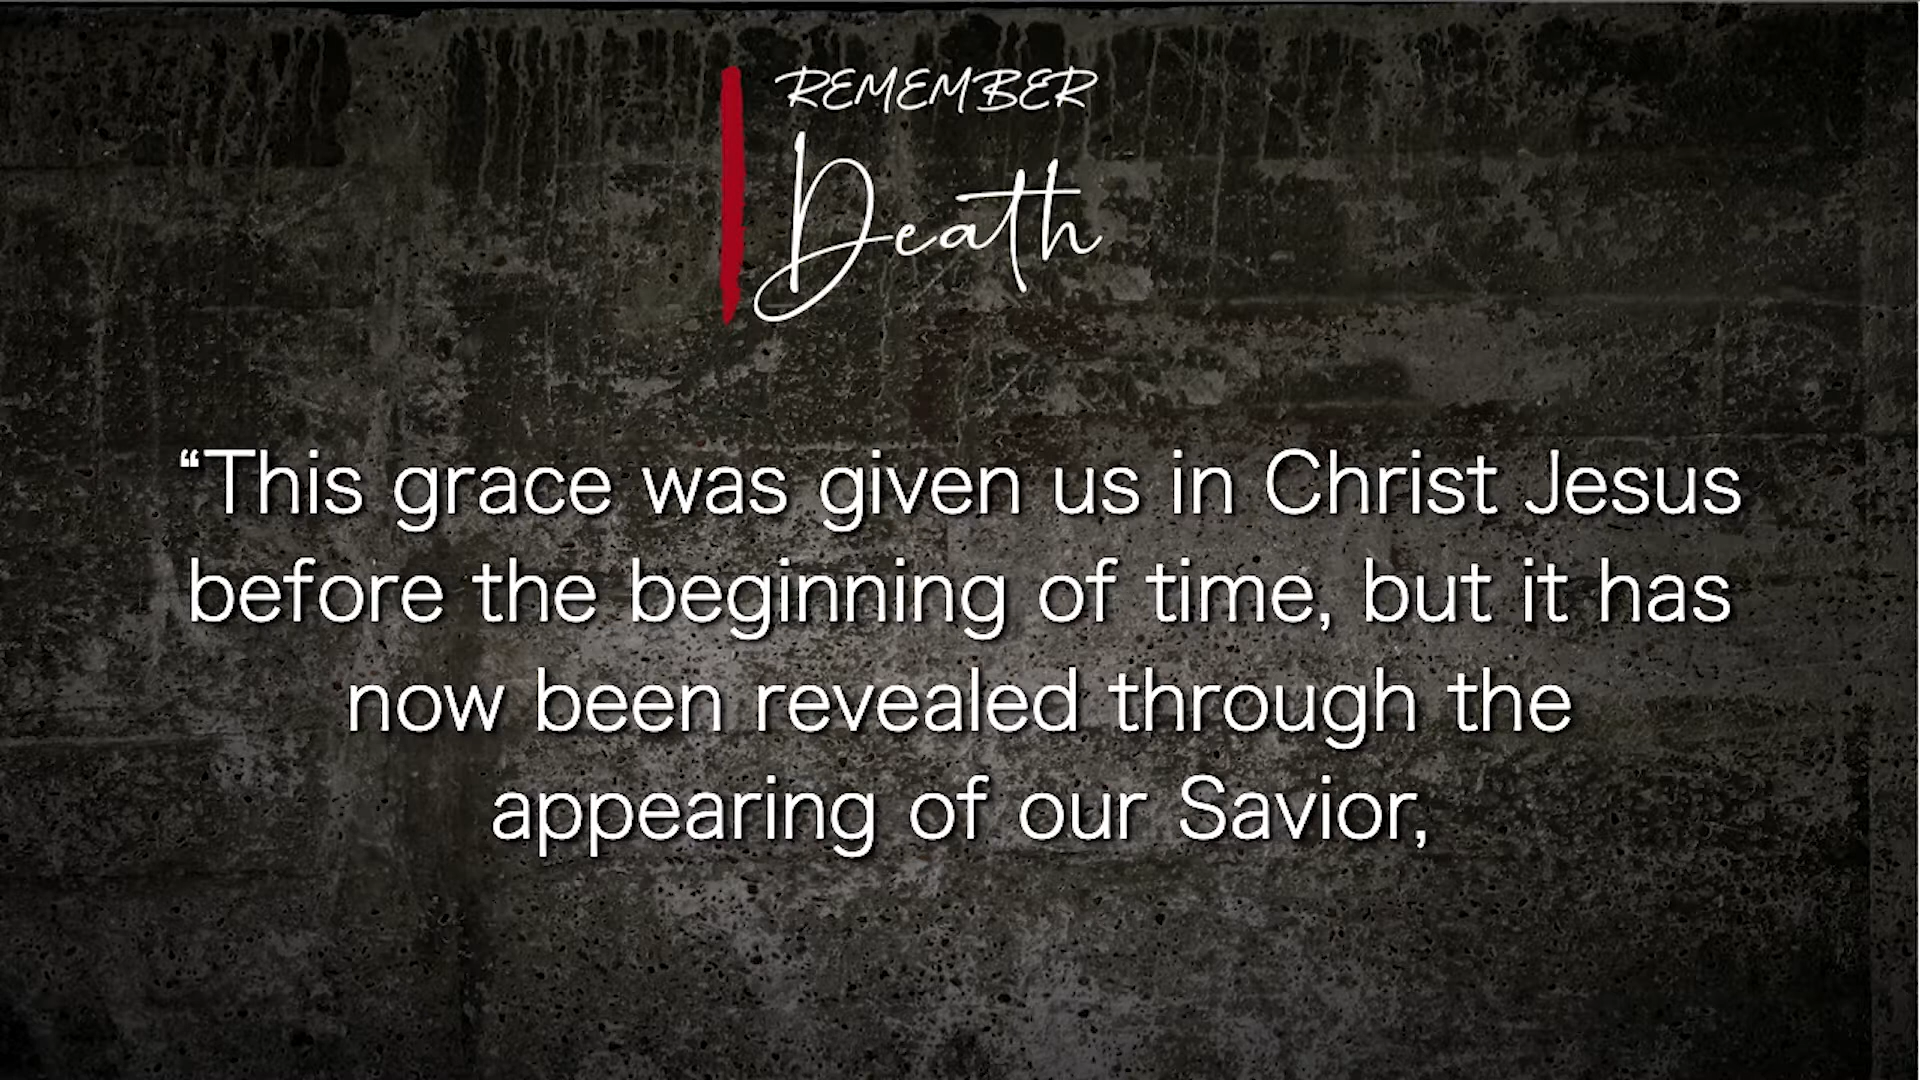 REMEMBER
Death
“This grace was given us in Christ Jesus
before the beginning of time, but it has
now been revealed through the
appearing of our Savior,